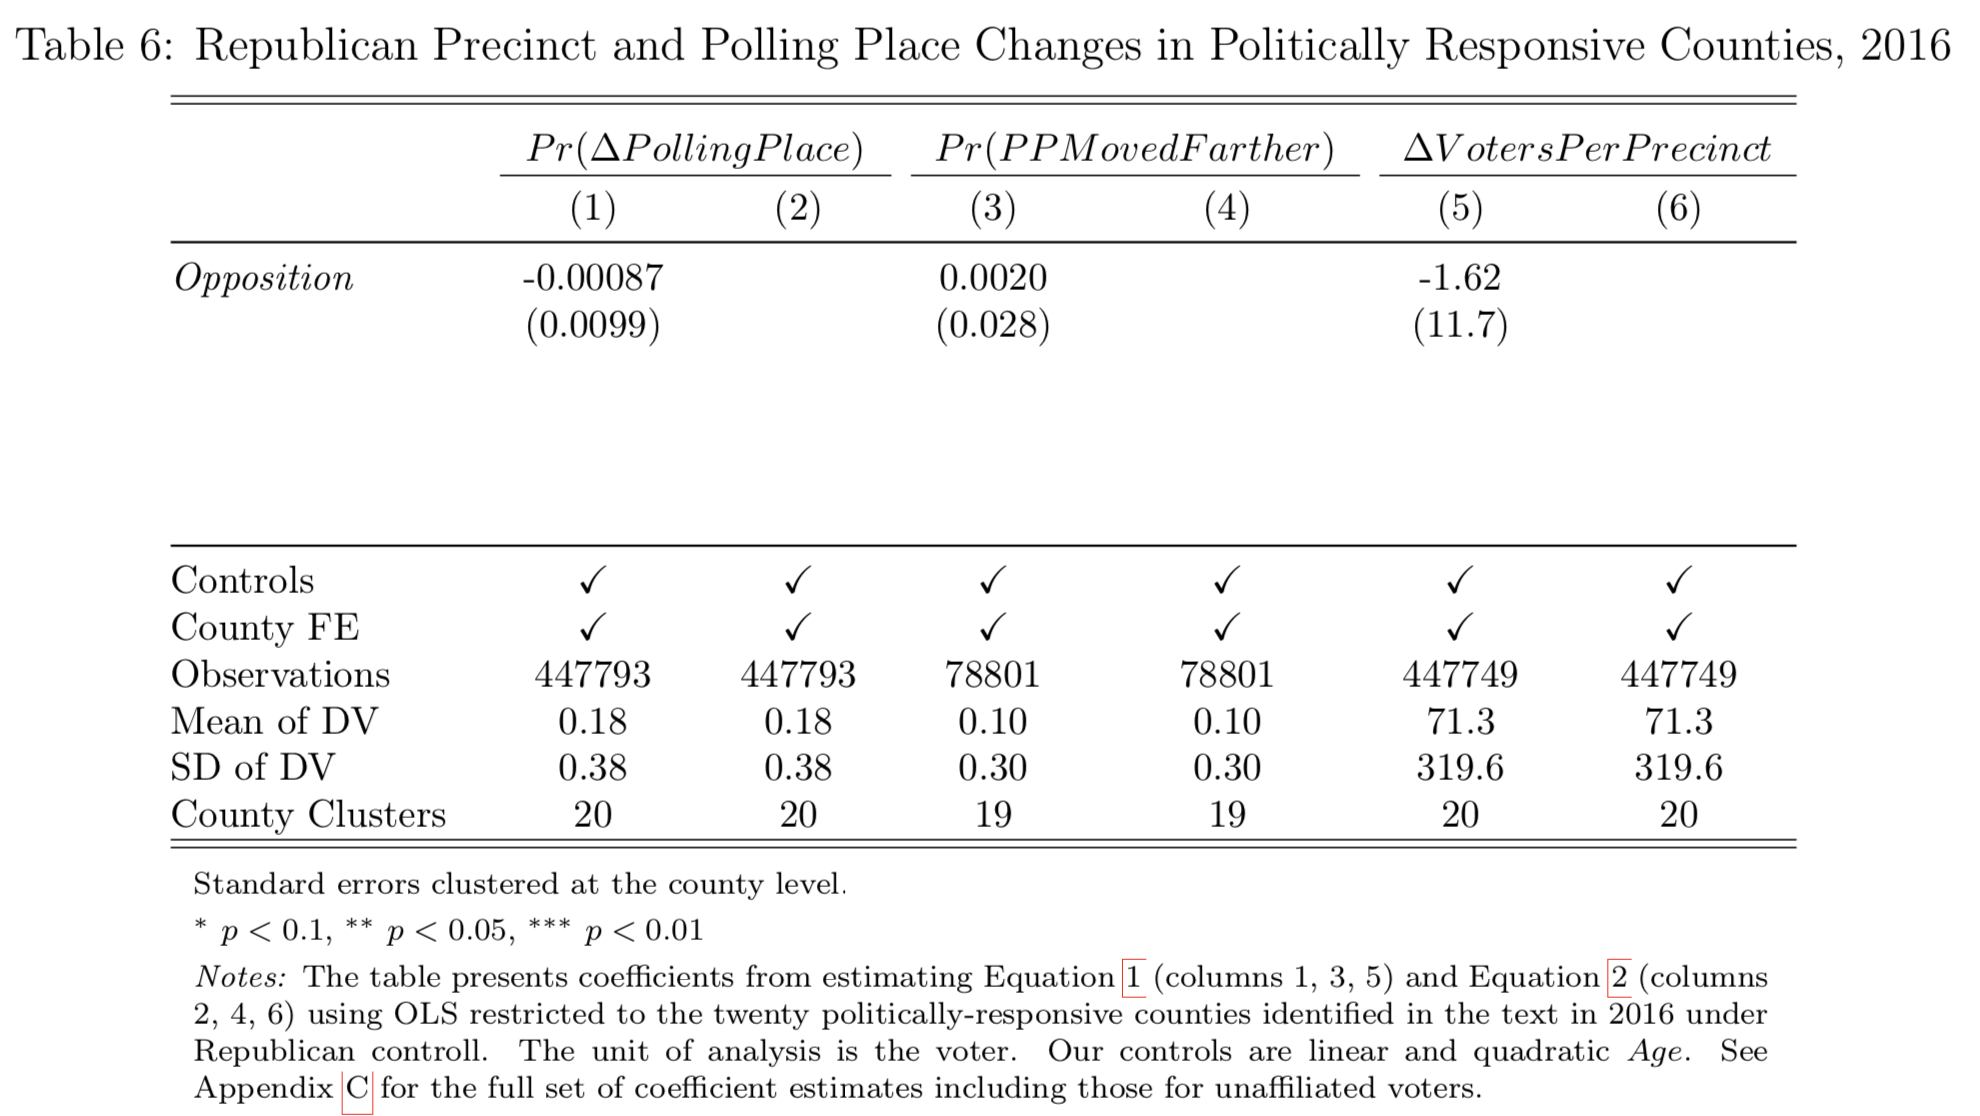 Table 6: Republican Precinct and Polling Place Changes in Politically Responsive Counties, 2016
Pr(ΔPollingPlace) Pr(PPMovedFarther) ΔVotersPerPrecinct
(1) (2) (3) (4) (5) (6)
Opposition -0.00087 0.0020 -1.62
(0.0099) (0.028) (11.7)
Controls ✓ ✓ ✓ ✓ ✓ ✓
County FE ✓ ✓ ✓ ✓ ✓ ✓
Observations 447793 447793 78801 78801 447749 447749
Mean of DV 0.18 0.18 0.10 0.10 71.3 71.3
SD of DV 0.38 0.38 0.30 0.30 319.6 319.6
County Clusters 20 20 19 19 20 20
Standard errors clustered at the county level.
* p < 0.1, ** p < 0.05, *** p < 0.01
Notes: The table presents coefficients from estimating Equation 1 (columns 1, 3, 5) and Equation 2 (columns
2, 4, 6) using OLS restricted to the twenty politically-responsive counties identified in the text in 2016 under
Republican controll. The unit of analysis is the voter. Our controls are linear and quadratic Age. See
Appendix C for the full set of coefficient estimates including those for unaffiliated voters.